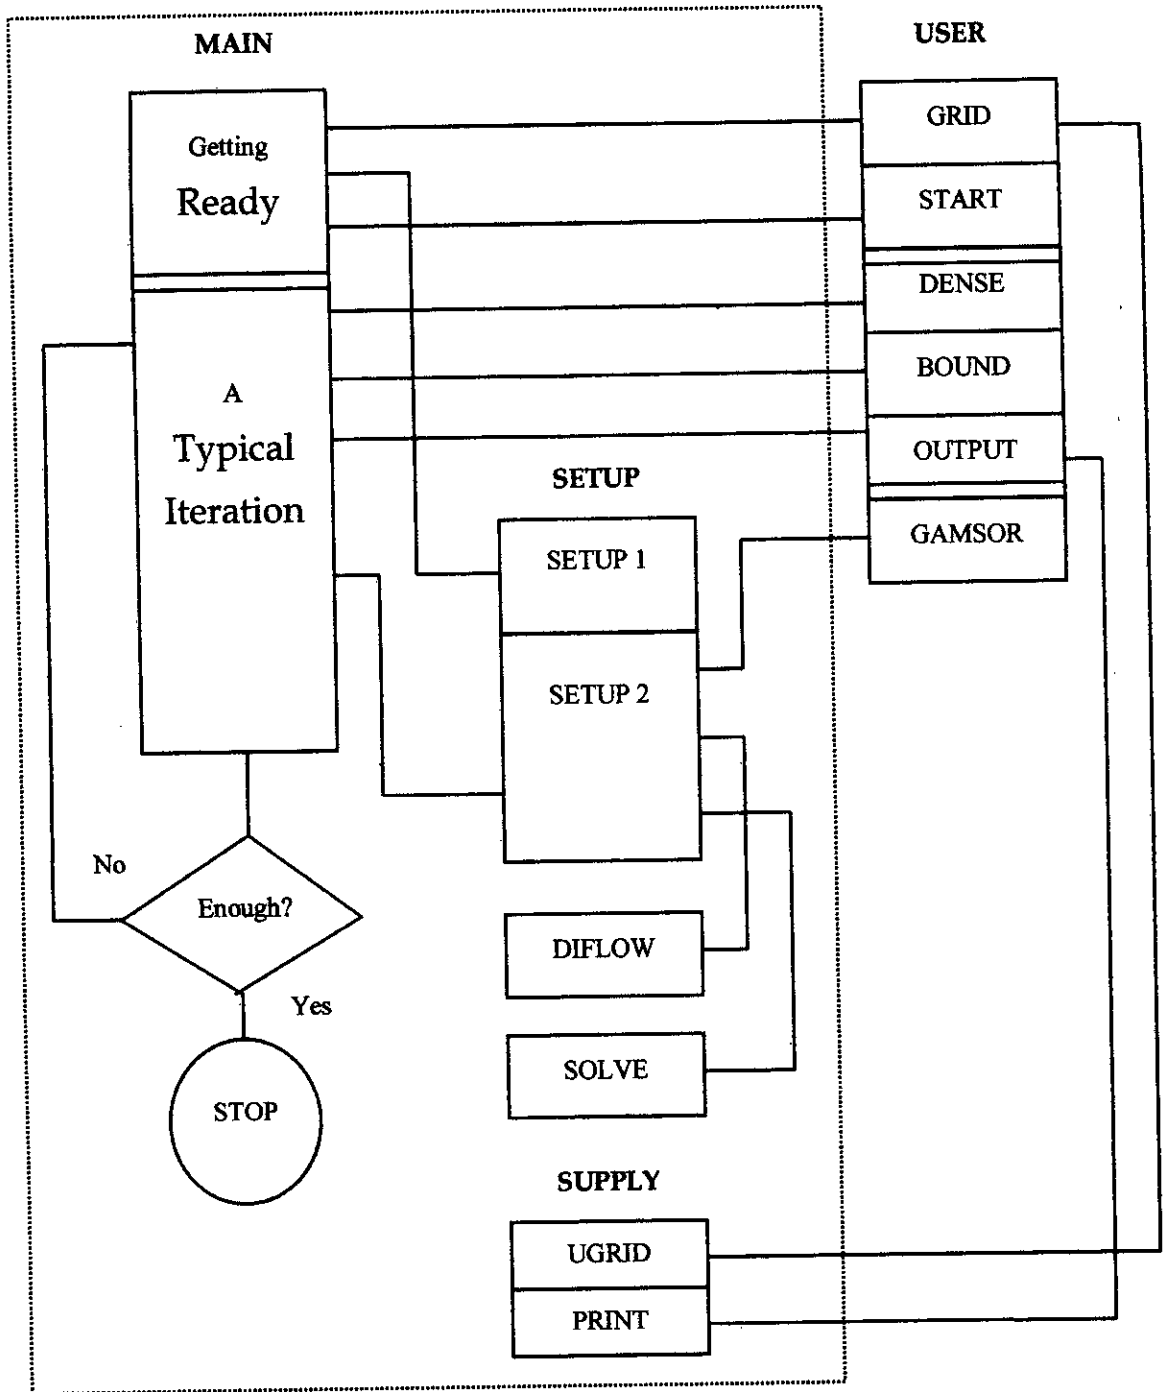 MAIN
USER
Getting
Ready
GRID
START
DENSE
BOUND
OUTPUT
GAMSOR
A
Typical
Iteration
SETUP
SETUP 1
SETUP 2
No
Enough?
Yes
STOP
DIFLOW
SOLVE
SUPPLY
UGRID
PRINT